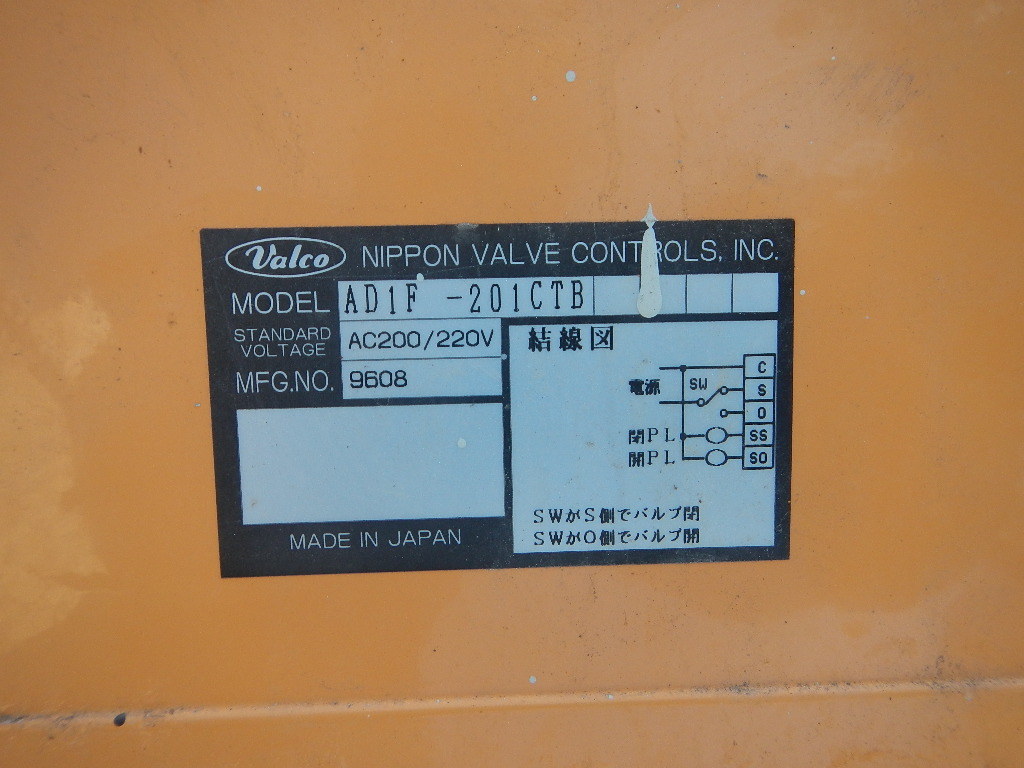 Valco NIPPON VALVE CONTROLS, INC.
MODEL AD1F -201CTB
STANDARD VOLTAGE AC200/220V
MFG.NO. 9608
結線図
電源 SW C
S
O
閉PL SS
開PL SO
SWがS側でバルブ閉
SWがO側でバルブ開
MADE IN JAPAN